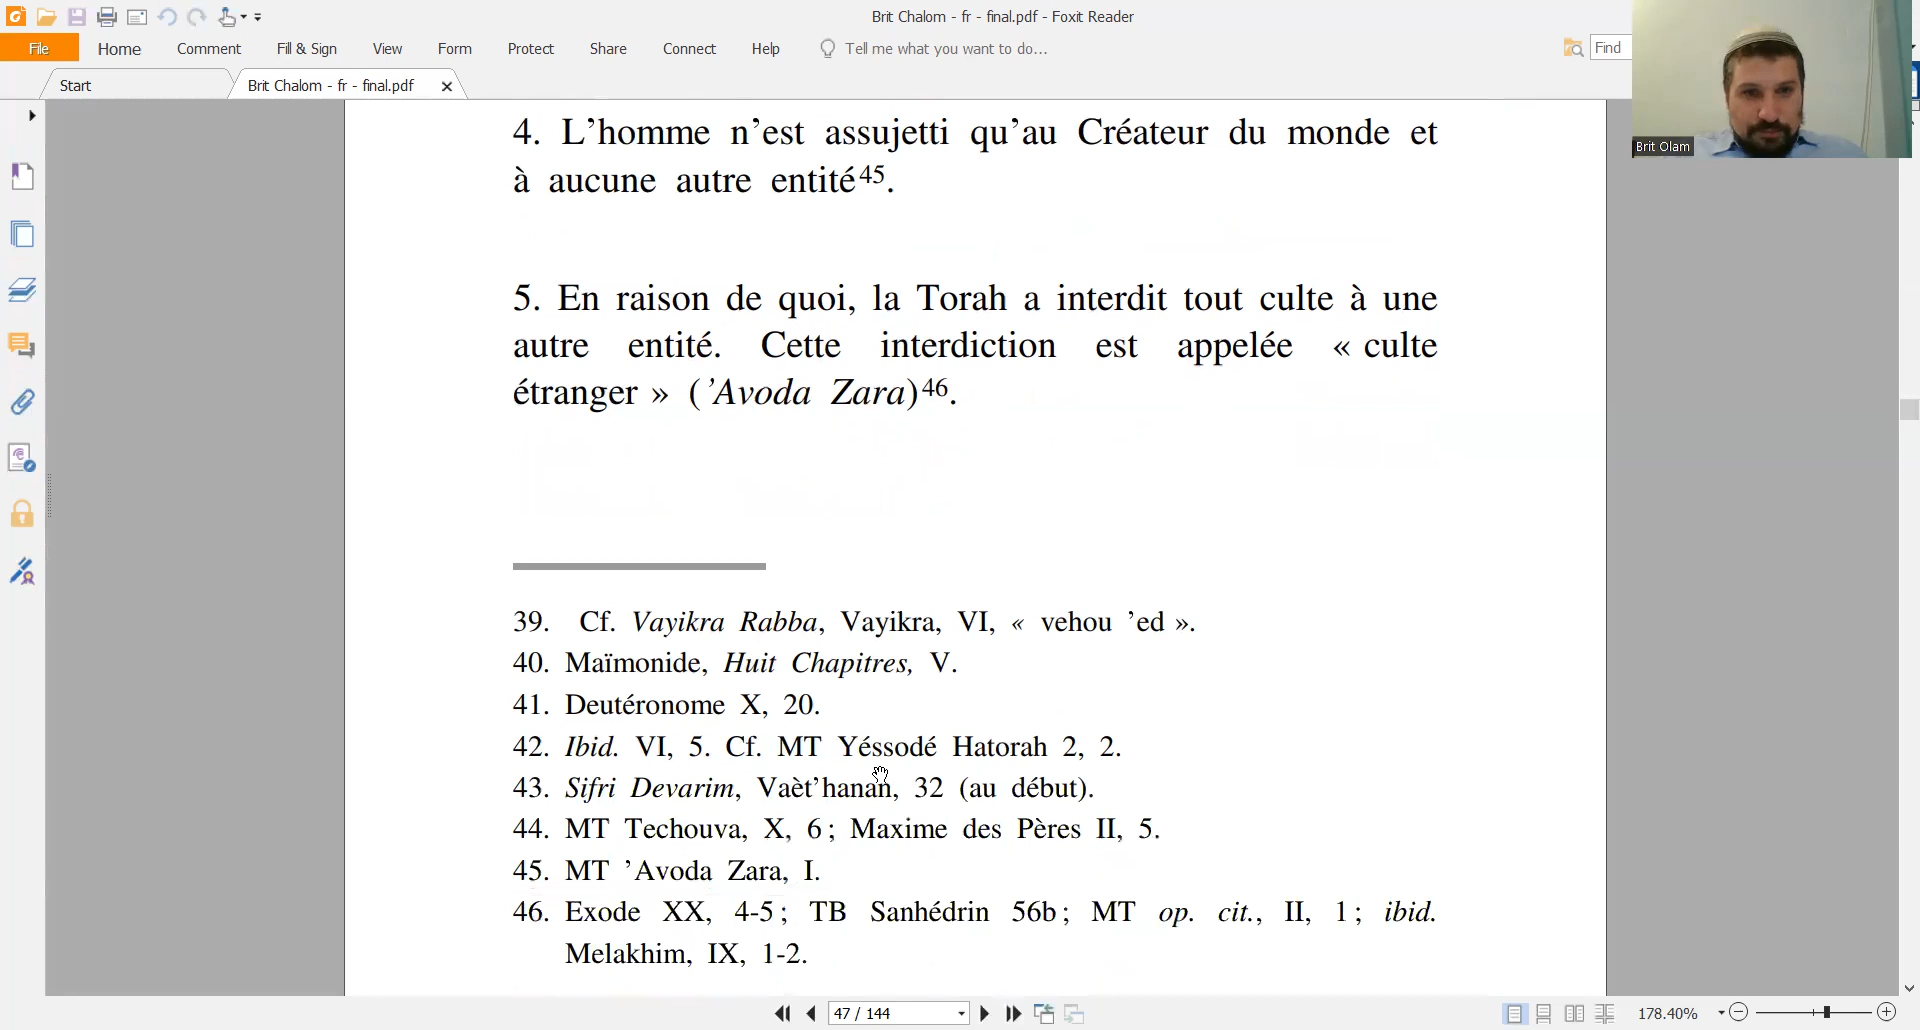 Brit Chalom - fr - final.pdf - Foxit Reader
File Home Comment Fill & Sign View Form Protect Share Connect Help Tell me what you want to do... Find
Start Brit Chalom - fr - final.pdf
Brit Olam
4. L’homme n’est assujetti qu’au Créateur du monde et
à aucune autre entité45.
5. En raison de quoi, la Torah a interdit tout culte à une
autre entité. Cette interdiction est appelée « culte
étranger » (’Avoda Zara)46.
39. Cf. Vayikra Rabba, Vayikra, VI, « vehou ’ed ».
40. Maïmonide, Huit Chapitres, V.
41. Deutéronome X, 20.
42. Ibid. VI, 5. Cf. MT Yéssodé Hatorah 2, 2.
43. Sifri Devarim, Vaèt’hanan, 32 (au début).
44. MT Techouva, X, 6 ; Maxime des Pères II, 5.
45. MT ’Avoda Zara, I.
46. Exode XX, 4-5 ; TB Sanhédrin 56b ; MT op. cit., II, 1 ; ibid.
Melakhim, IX, 1-2.
47 / 144 178.40%